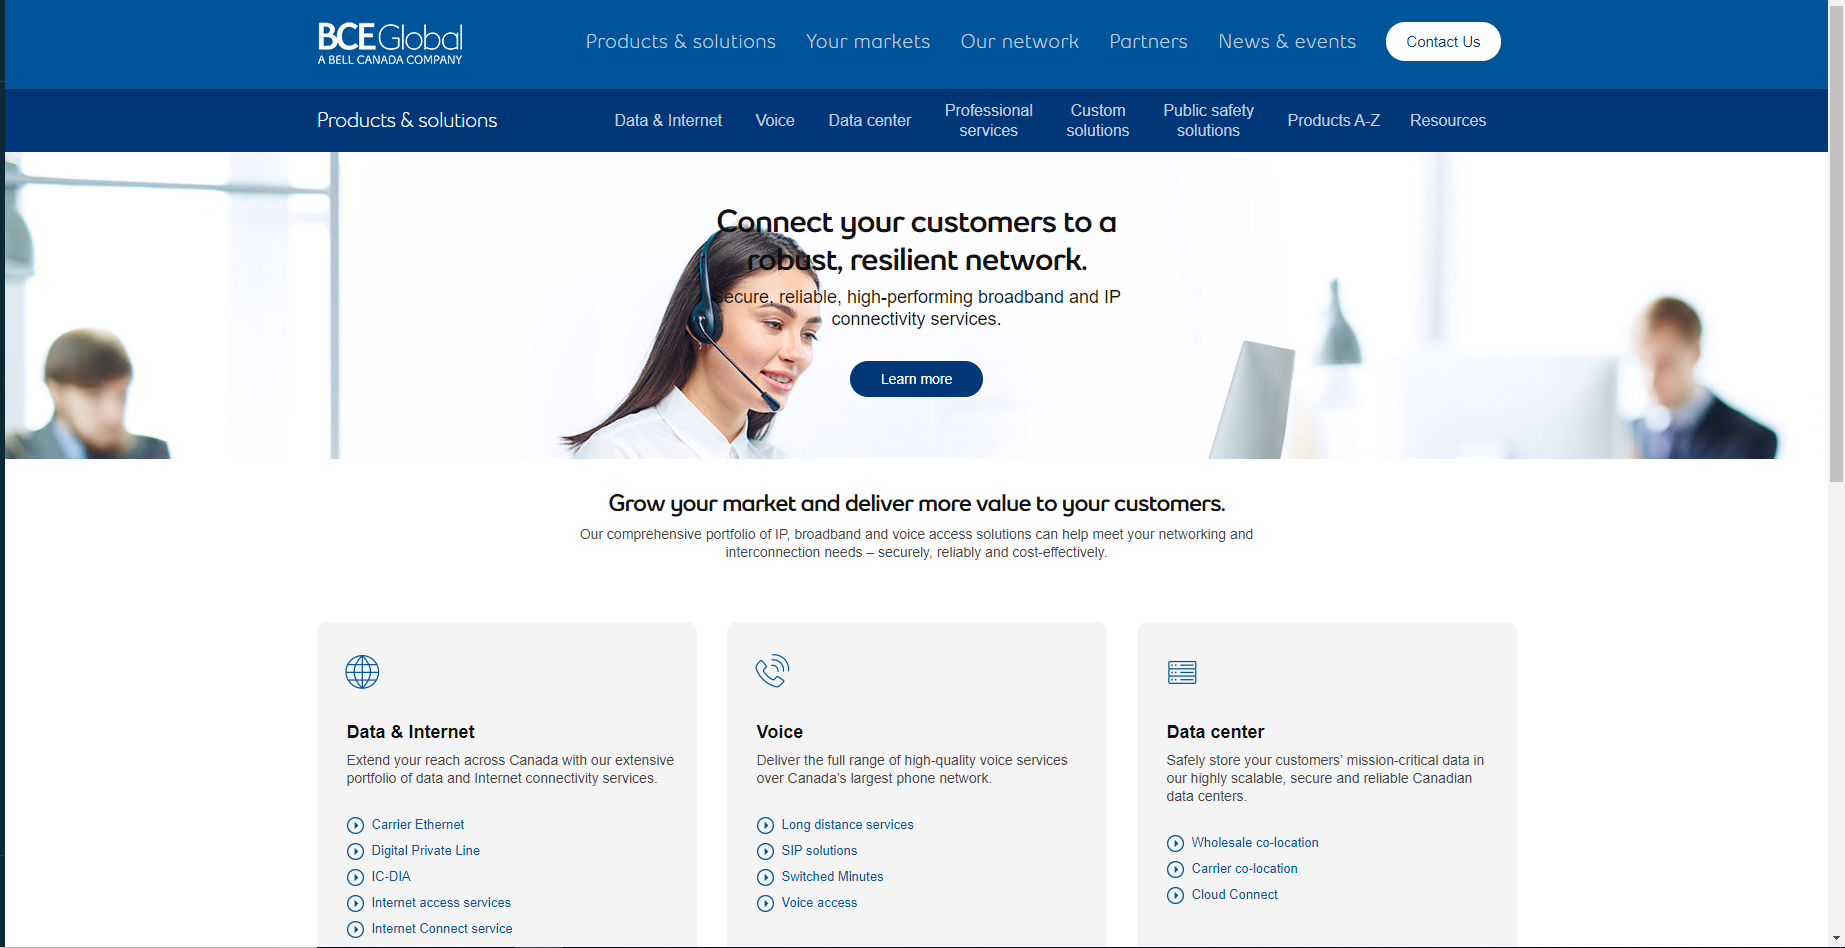 BCE Global
A BELL CANADA COMPANY
Products & solutions
Your markets
Our network
Partners
News & events
Contact Us
Products & solutions
Data & Internet
Voice
Data center
Professional
services
Custom
solutions
Public safety
solutions
Products A-Z
Resources
Connect your customers to a
robust, resilient network.
Secure, reliable, high-performing broadband and IP
connectivity services.
Learn more
Grow your market and deliver more value to your customers.
Our comprehensive portfolio of IP, broadband and voice access solutions can help meet your networking and
interconnection needs – securely, reliably and cost-effectively.
Data & Internet
Extend your reach across Canada with our extensive
portfolio of data and Internet connectivity services.
Carrier Ethernet
Digital Private Line
IC-DIA
Internet access services
Internet Connect service
Voice
Deliver the full range of high-quality voice services
over Canada's largest phone network.
Long distance services
SIP solutions
Switched Minutes
Voice access
Data center
Safely store your customers' mission-critical data in
our highly scalable, secure and reliable Canadian
data centers.
Wholesale co-location
Carrier co-location
Cloud Connect